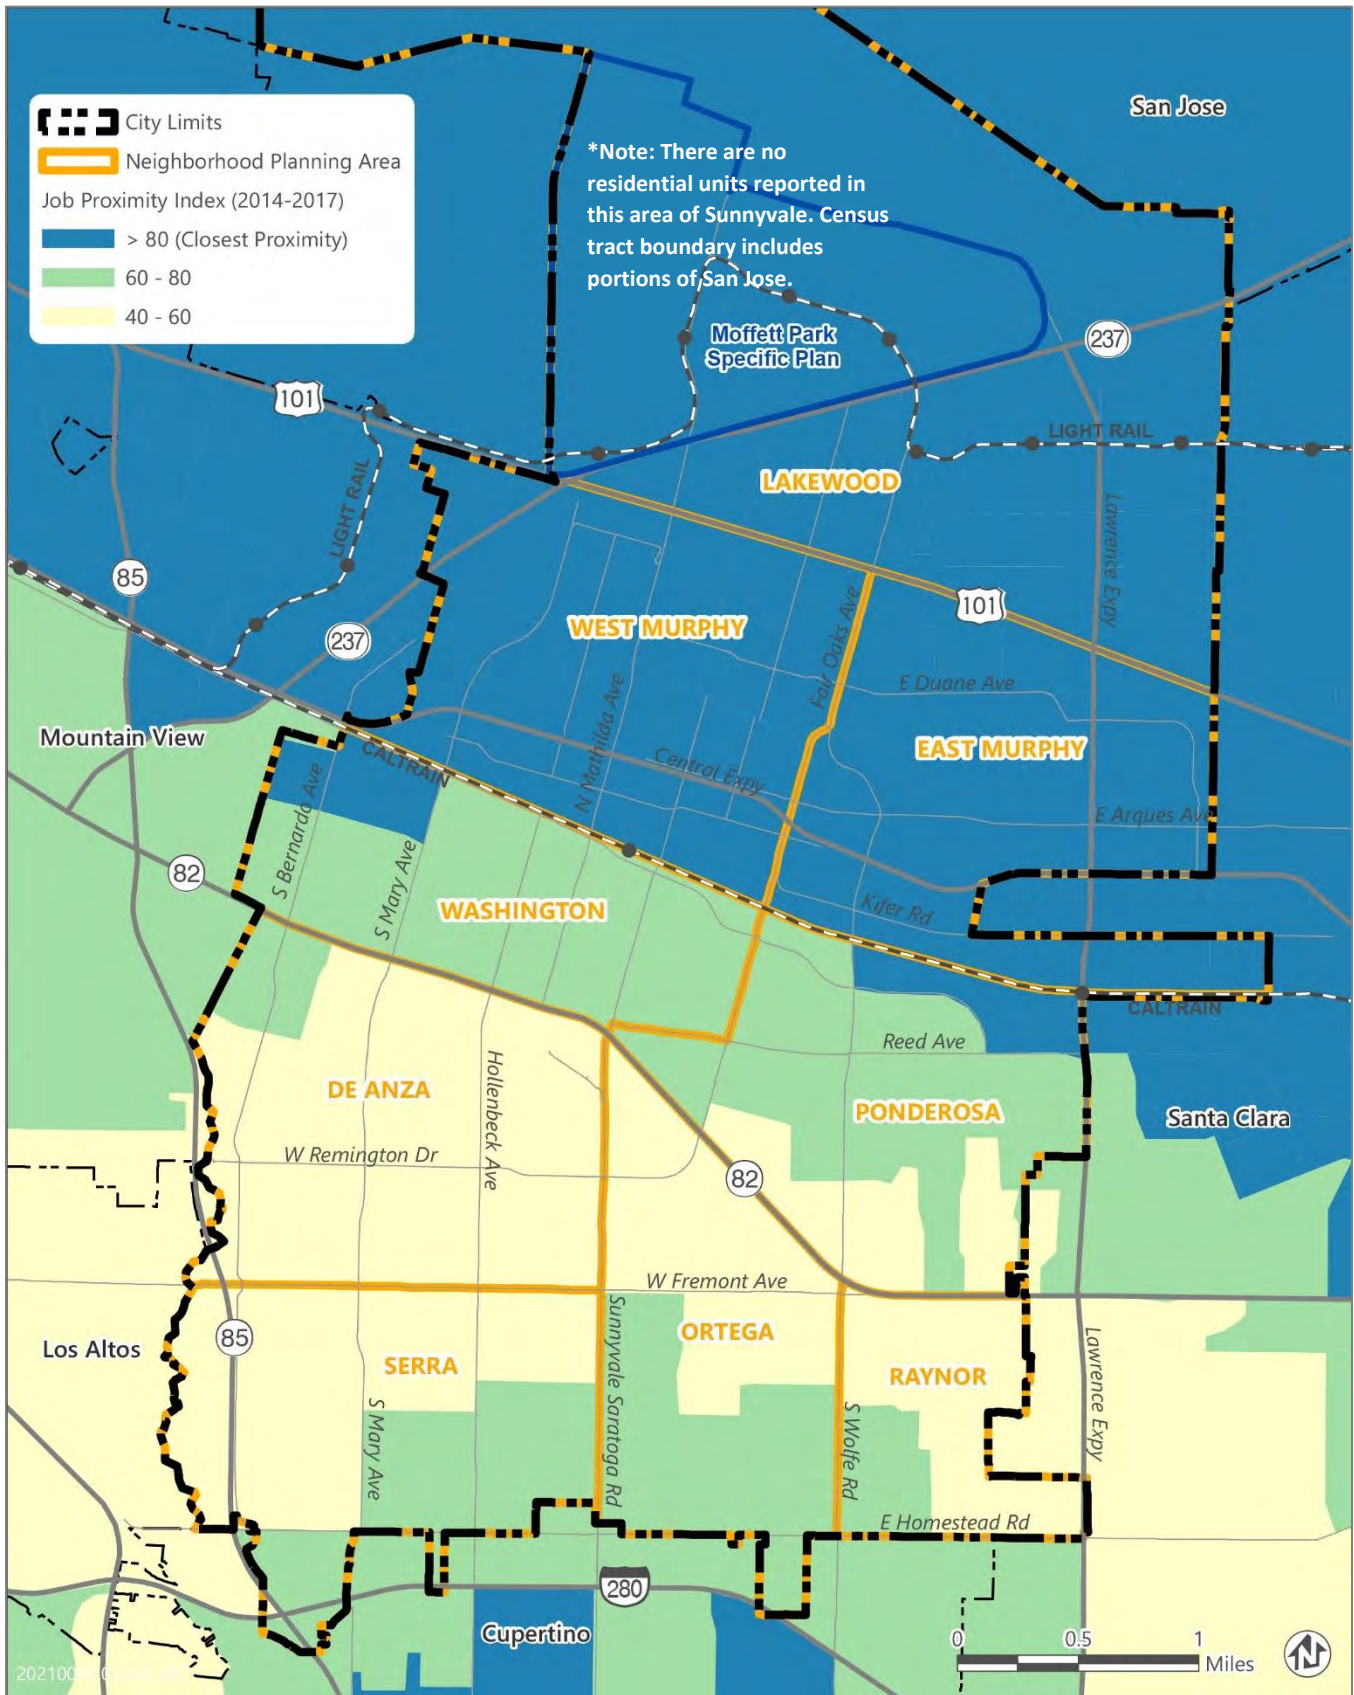 San Jose
City Limits
Neighborhood Planning Area
Job Proximity Index (2014-2017)
> 80 (Closest Proximity)
60 - 80
40 - 60
*Note: There are no
residential units reported in
this area of Sunnyvale. Census
tract boundary includes
portions of San Jose.
Moffett Park
Specific Plan
237
101
LIGHT RAIL
LAKEWOOD
LIGHT RAIL
Lawrence Expy
85
101
237
WEST MURPHY
Fair Oaks Ave
E Duane Ave
Mountain View
CALTRAIN
N Mathilda Ave
Central Expy
EAST MURPHY
E Arques Ave
S Bernardo Ave
82
S Mary Ave
WASHINGTON
Kifer Rd
CALTRAIN
Reed Ave
DE ANZA
Hollenbeck Ave
PONDEROSA
Santa Clara
W Remington Dr
82
W Fremont Ave
Los Altos
85
SERRA
Sunnyvale Saratoga Rd
ORTEGA
RAYNOR
Lawrence Expy
S Mary Ave
S Wolfe Rd
E Homestead Rd
280
Cupertino
0 0.5 1
Miles
N